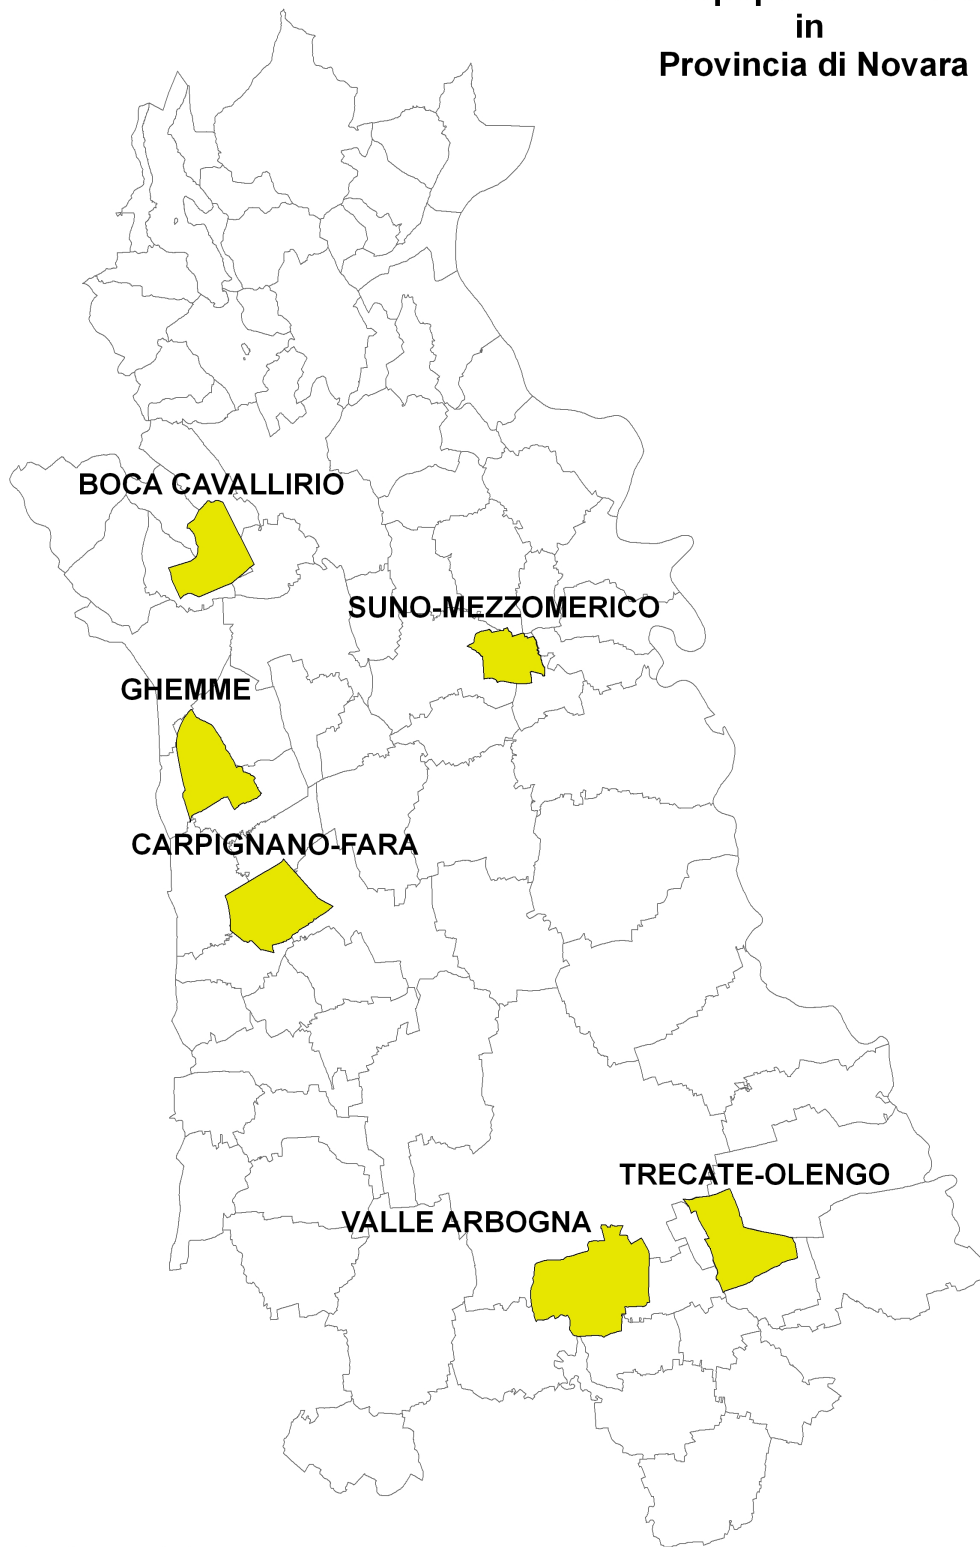 in
Provincia di Novara
BOCA CAVALLIRIO
SUNO-MEZZOMERICO
GHEMME
CARPIGNANO-FARA
TRECATE-OLENGO
VALLE ARBOGNA